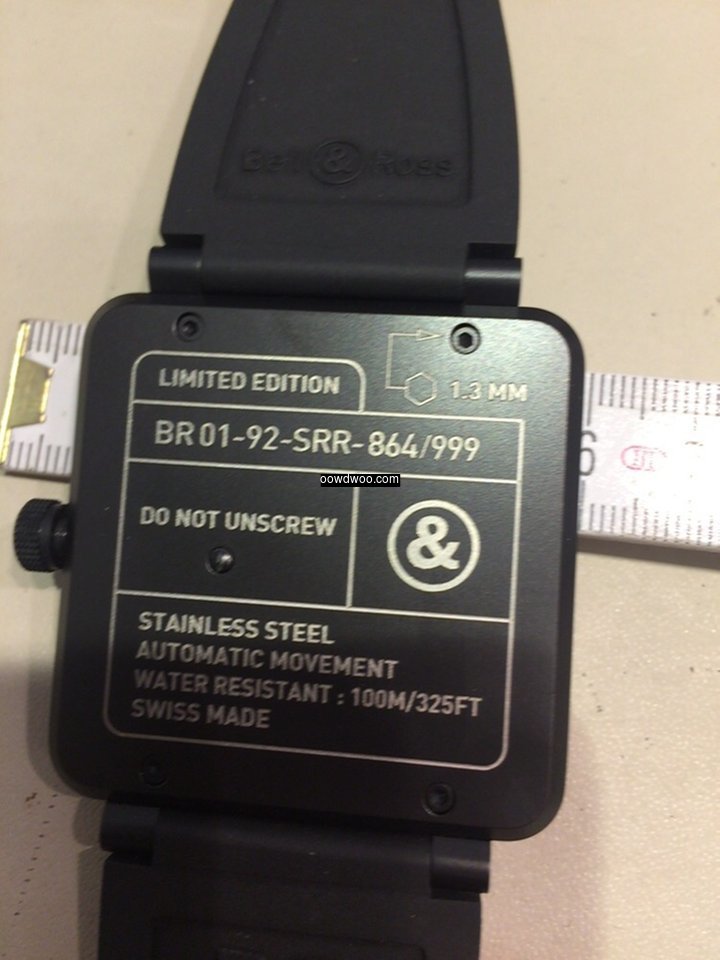 Bell & Ross
LIMITED EDITION
1.3 MM
BR 01-92-SRR-864/999
oowdwoo.com
DO NOT UNSCREW
&
STAINLESS STEEL
AUTOMATIC MOVEMENT
WATER RESISTANT : 100M/325FT
SWISS MADE
6